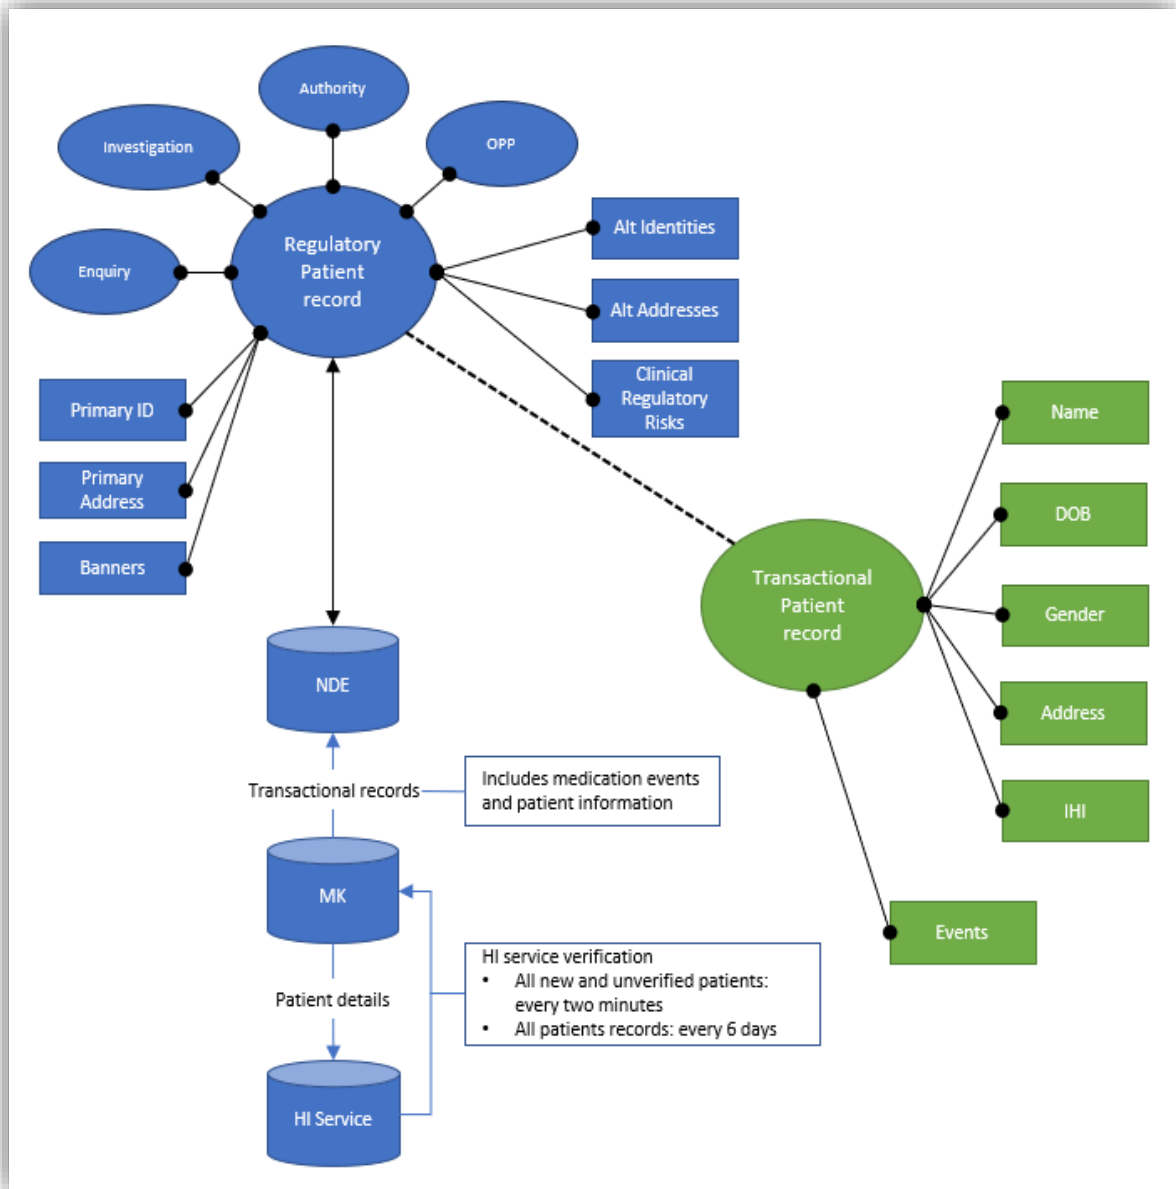 Authority
Investigation
OPP
Enquiry
Regulatory
Patient
record
Alt Identities
Alt Addresses
Clinical
Regulatory
Risks
Primary ID
Primary
Address
Banners
Name
DOB
Gender
Address
IHI
Transactional
Patient
record
Events
NDE
Transactional records
Includes medication events
and patient information
MK
Patient details
HI service verification
• All new and unverified patients:
every two minutes
• All patients records: every 6 days
HI Service